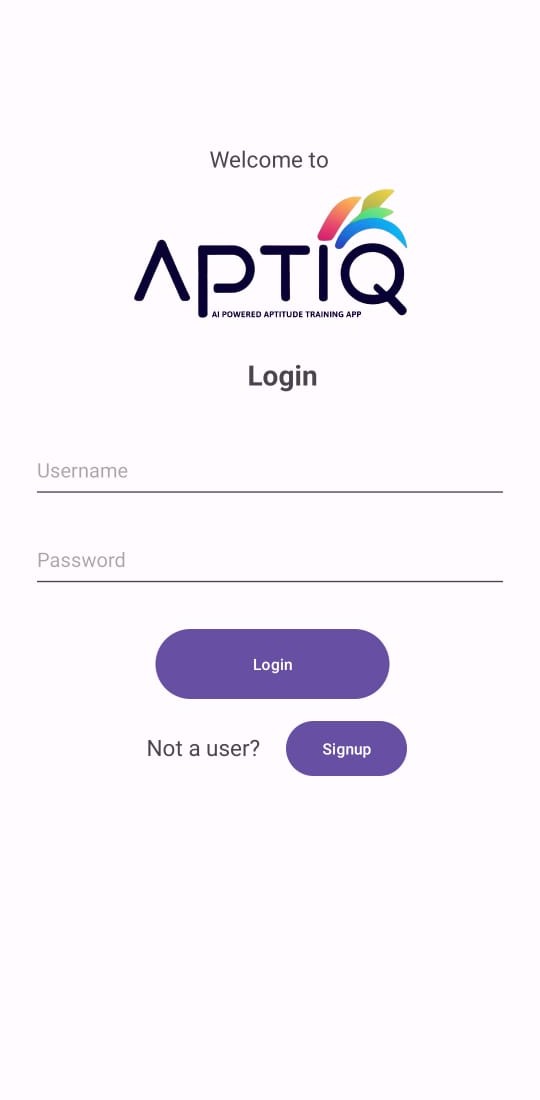 Welcome to
APTIQ
AI POWERED APTITUDE TRAINING APP
Login
Username
Password
Login
Not a user? Signup